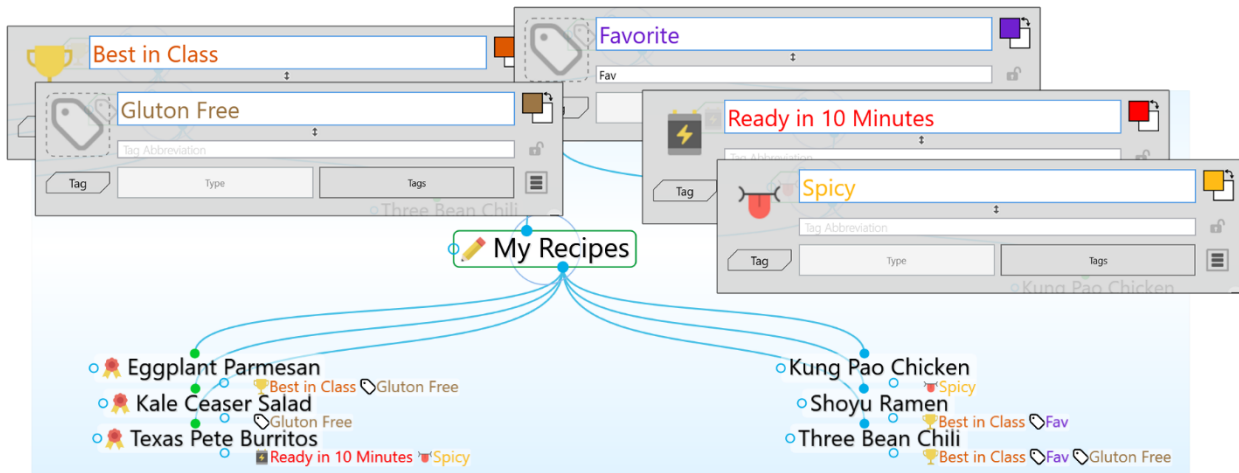 Best in Class
Favorite
Fav
Tag
Gluton Free
Tag Abbreviation
Tag
Type
Tags
Three Bean Chili
Ready in 10 Minutes
Tag Abbreviation
Tag
Spicy
Tag Abbreviation
Tag
Type
Tags
Kung Pao Chicken
My Recipes
Eggplant Parmesan
Best in Class Gluton Free
Kale Ceaser Salad
Gluton Free
Texas Pete Burritos
Ready in 10 Minutes Spicy
Kung Pao Chicken
Spicy
Shoyu Ramen
Best in Class Fav
Three Bean Chili
Best in Class Fav Gluton Free